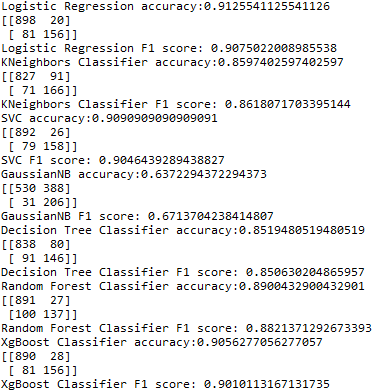 Logistic Regression accuracy:0.9125541125541126
[[898  20]
 [ 81 156]]
Logistic Regression F1 score: 0.9075022008985538
KNeighbors Classifier accuracy:0.8597402597402597
[[827  91]
 [ 71 166]]
KNeighbors Classifier F1 score: 0.8618071703395144
SVC accuracy:0.9090909090909091
[[892  26]
 [ 79 158]]
SVC F1 score: 0.9046439289438827
GaussianNB accuracy:0.6372294372294373
[[530 388]
 [ 31 206]]
GaussianNB F1 score: 0.6713704238414807
Decision Tree Classifier accuracy:0.8519480519480519
[[838  80]
 [ 91 146]]
Decision Tree Classifier F1 score: 0.850630204865957
Random Forest Classifier accuracy:0.8900432900432901
[[891  27]
 [100 137]]
Random Forest Classifier F1 score: 0.8821371292673393
XgBoost Classifier accuracy:0.9056277056277057
[[890  28]
 [ 81 156]]
XgBoost Classifier F1 score: 0.9010113167131735